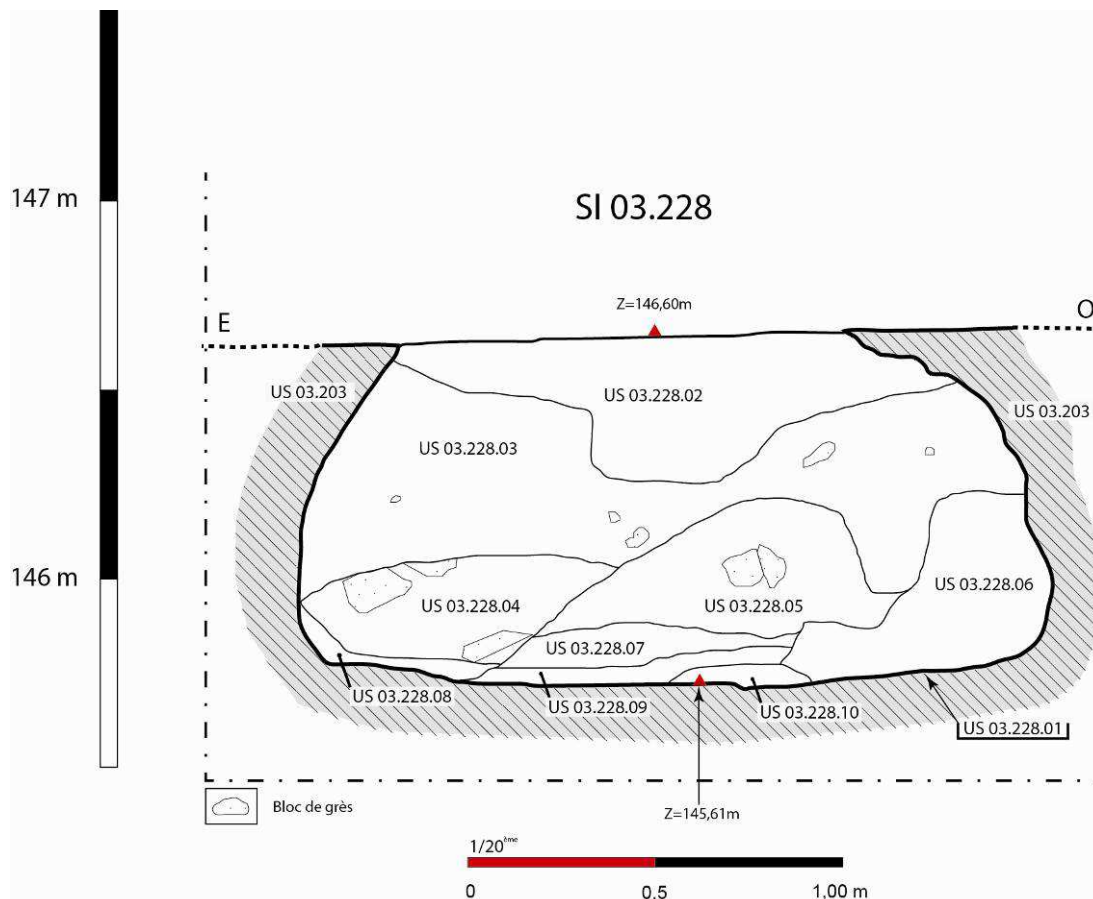 147 m
SI 03.228
Z=146,60m
E
O
US 03.203
US 03.228.02
US 03.203
US 03.228.03
146 m
US 03.228.06
US 03.228.04
US 03.228.05
US 03.228.07
US 03.228.08
US 03.228.09
US 03.228.10
US 03.228.01
Bloc de grès
Z=145,61m
1/20ème
0 0,5 1,00 m